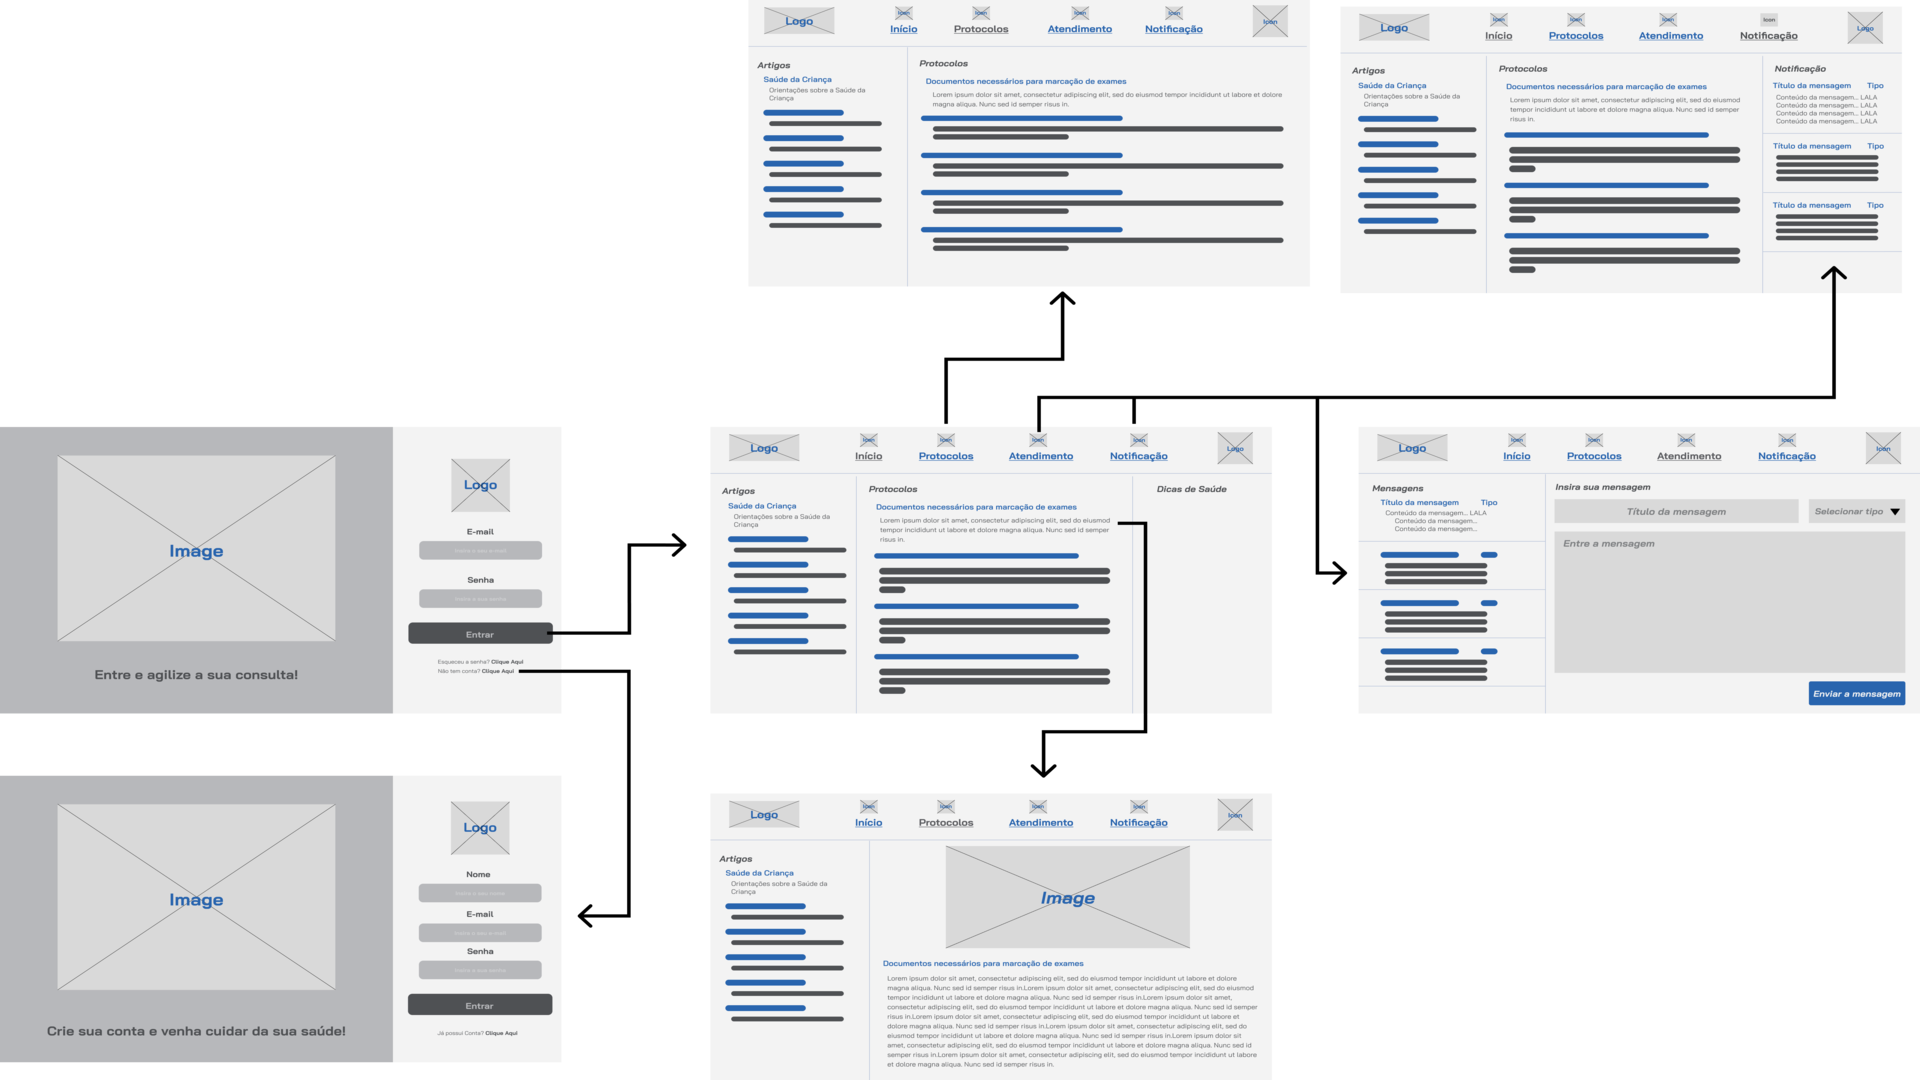 Logo
Icon
Início
Icon
Protocolos
Icon
Atendimento
Icon
Notificação
Icon
Artigos
Saúde da Criança
Orientações sobre a Saúde da
Criança
Protocolos
Documentos necessários para marcação de exames
Lorem ipsum dolor sit amet, consectetur adipiscing elit, sed do eiusmod tempor incididunt ut labore et dolore
magna aliqua. Nunc sed id semper risus in.
Logo
Icon
Início
Icon
Protocolos
Icon
Atendimento
Icon
Notificação
Logo
Artigos
Saúde da Criança
Orientações sobre a Saúde da
Criança
Protocolos
Documentos necessários para marcação de exames
Lorem ipsum dolor sit amet, consectetur adipiscing elit, sed do eiusmod
tempor incididunt ut labore et dolore magna aliqua. Nunc sed id semper
risus in.
Notificação
Título da mensagem Tipo
Conteúdo da mensagem... LALA
Conteúdo da mensagem... LALA
Conteúdo da mensagem... LALA
Conteúdo da mensagem... LALA
Título da mensagem Tipo
Título da mensagem Tipo
Image
Entre e agilize a sua consulta!
Logo
E-mail
Senha
Entrar
Esqueceu a senha? Clique Aqui
Não tem conta? Clique Aqui
Logo
Icon
Início
Icon
Protocolos
Icon
Atendimento
Icon
Notificação
Logo
Artigos
Saúde da Criança
Orientações sobre a Saúde da
Criança
Protocolos
Documentos necessários para marcação de exames
Lorem ipsum dolor sit amet, consectetur adipiscing elit, sed do eiusmod
tempor incididunt ut labore et dolore magna aliqua. Nunc sed id semper
risus in.
Dicas de Saúde
Logo
Icon
Início
Icon
Protocolos
Icon
Atendimento
Icon
Notificação
Icon
Mensagens
Título da mensagem Tipo
Conteúdo da mensagem... LALA
Conteúdo da mensagem...
Conteúdo da mensagem...
Insira sua mensagem
Título da mensagem
Selecionar tipo
Entre a mensagem
Enviar a mensagem
Image
Crie sua conta e venha cuidar da sua saúde!
Logo
Nome
E-mail
Senha
Entrar
Já possui Conta? Clique Aqui
Logo
Icon
Início
Icon
Protocolos
Icon
Atendimento
Icon
Notificação
Icon
Artigos
Saúde da Criança
Orientações sobre a Saúde da
Criança
Image
Documentos necessários para marcação de exames
Lorem ipsum dolor sit amet, consectetur adipiscing elit, sed do eiusmod tempor incididunt ut labore et dolore
magna aliqua. Nunc sed id semper risus in.Lorem ipsum dolor sit amet, consectetur adipiscing elit, sed do eiusmod
tempor incididunt ut labore et dolore magna aliqua. Nunc sed id semper risus in.Lorem ipsum dolor sit amet,
consectetur adipiscing elit, sed do eiusmod tempor incididunt ut labore et dolore magna aliqua. Nunc sed id semper
risus in.Lorem ipsum dolor sit amet, consectetur adipiscing elit, sed do eiusmod tempor incididunt ut labore et
dolore magna aliqua. Nunc sed id semper risus in.Lorem ipsum dolor sit amet, consectetur adipiscing elit, sed do
eiusmod tempor incididunt ut labore et dolore magna aliqua. Nunc sed id semper risus in.Lorem ipsum dolor sit
amet, consectetur adipiscing elit, sed do eiusmod tempor incididunt ut labore et dolore magna aliqua. Nunc sed id
semper risus in.Lorem ipsum dolor sit amet, consectetur adipiscing elit, sed do eiusmod tempor incididunt ut labore
et dolore magna aliqua. Nunc sed id semper risus in.